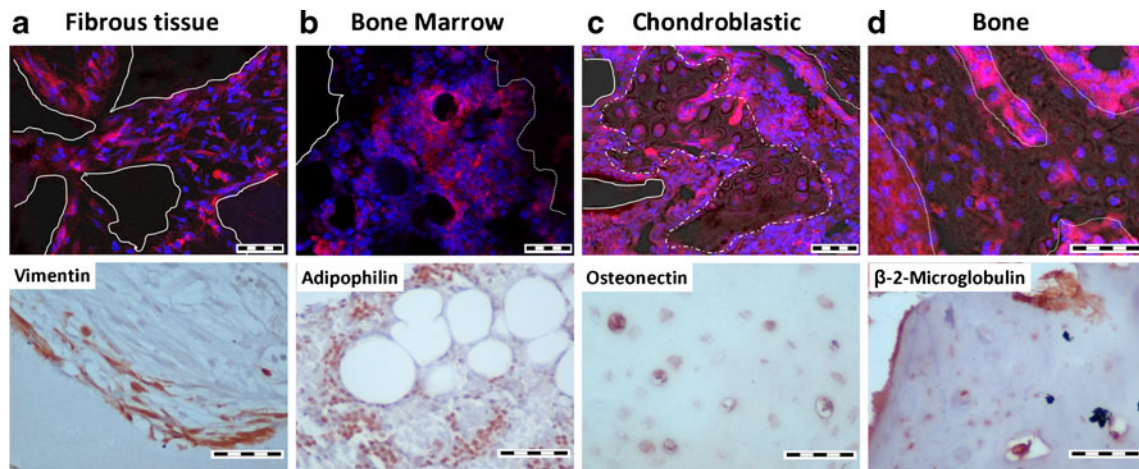 a Fibrous tissue
b Bone Marrow
c Chondroblastic
d Bone
Vimentin
Adipophilin
Osteonectin
β-2-Microglobulin